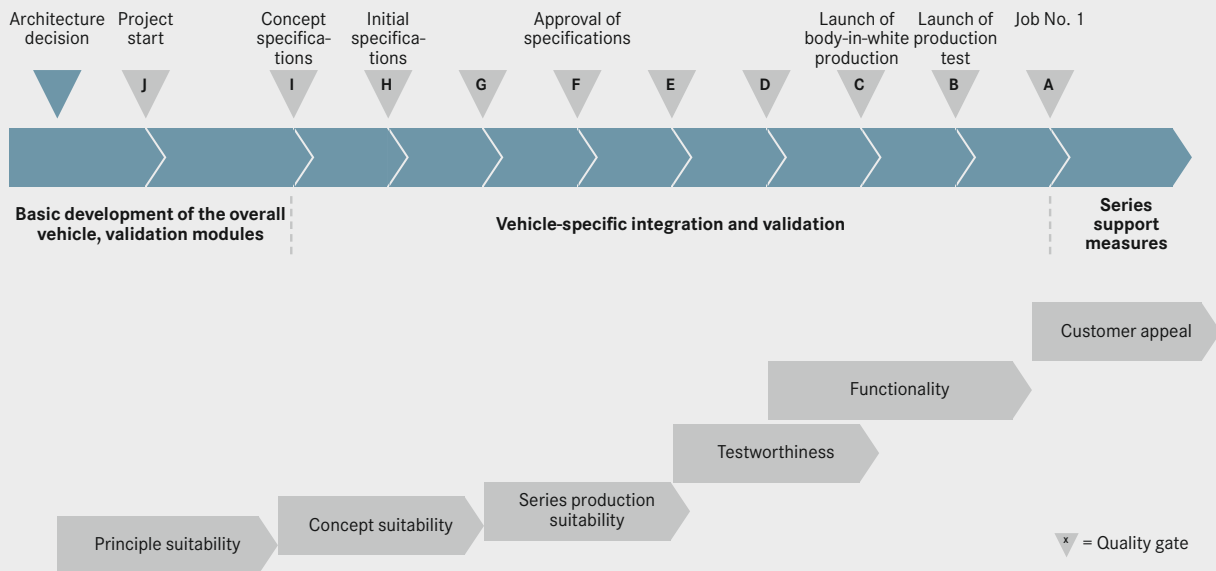 Architecture
decision
Project
start
Concept
specifica-
tions
Initial
specifica-
tions
Approval of
specifications
Launch of
body-in-white
production
Launch of
production
test
Job No. 1
J
I
H
G
F
E
D
C
B
A
Basic development of the overall
vehicle, validation modules
Vehicle-specific integration and validation
Series
support
measures
Customer appeal
Functionality
Testworthiness
Series production
suitability
Concept suitability
Principle suitability
x = Quality gate